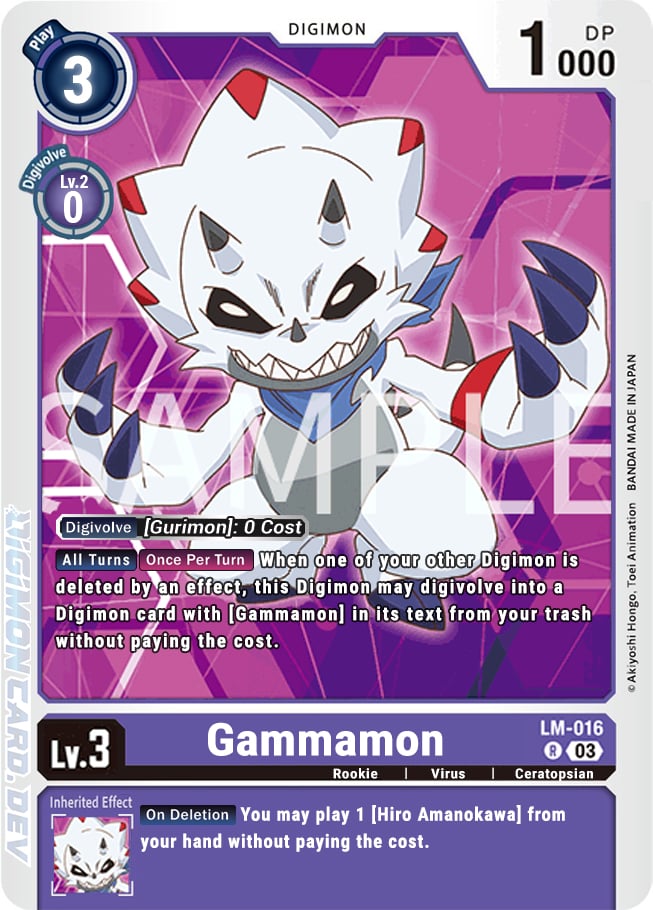 DIGIMON
Play
3
1000
DP
Digivolve
Lv.2
0
SAMPLE
Digivolve [Gurimon]: 0 Cost
All Turns Once Per Turn When one of your other Digimon is
deleted by an effect, this Digimon may digivolve into a
Digimon card with [Gammamon] in its text from your trash
without paying the cost.
© Akiyoshi Hongo, Toei Animation BANDAI MADE IN JAPAN
DIGIMONCARD.DEV
Lv.3
Gammamon
LM-016
R 03
Rookie | Virus | Ceratopsian
Inherited Effect
On Deletion You may play 1 [Hiro Amanokawa] from
your hand without paying the cost.